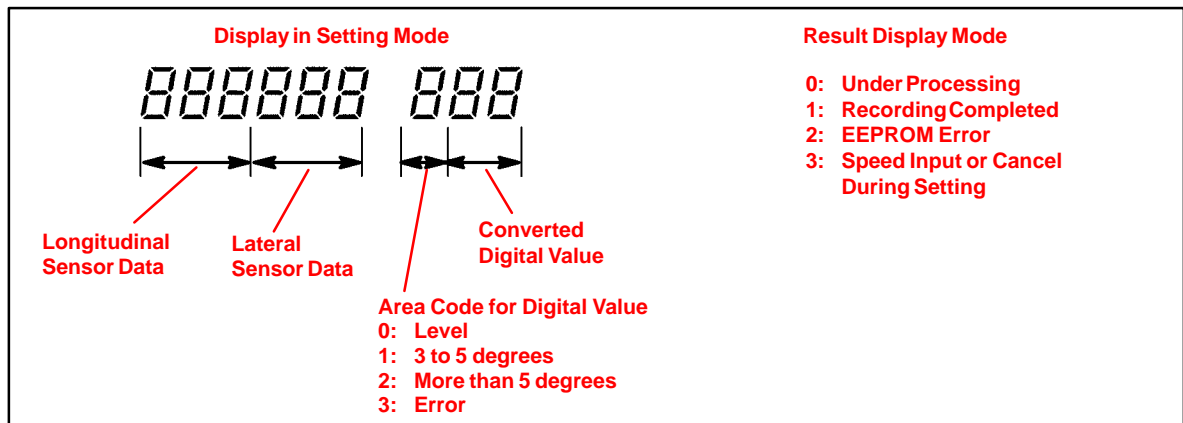 Display in Setting Mode
888888 888
Longitudinal
Sensor Data
Lateral
Sensor Data
Converted
Digital Value
Area Code for Digital Value
0: Level
1: 3 to 5 degrees
2: More than 5 degrees
3: Error
Result Display Mode
0: Under Processing
1: Recording Completed
2: EEPROM Error
3: Speed Input or Cancel
During Setting